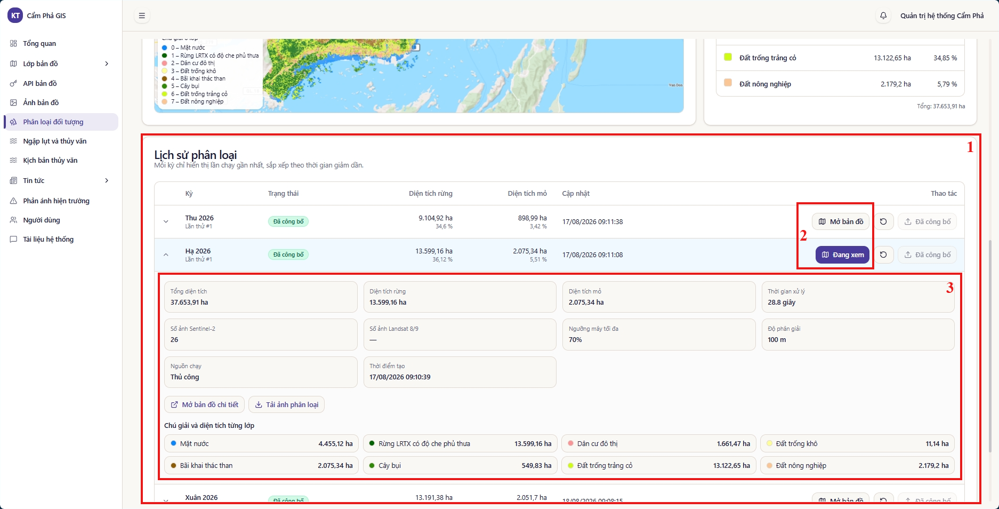 KT Cẩm Phả GIS
Quản trị hệ thống Cẩm Phả
Tổng quan
Lớp bản đồ
API bản đồ
Ảnh bản đồ
Phân loại đối tượng
Ngập lụt và thủy văn
Kịch bản thủy văn
Tin tức
Phản ánh hiện trường
Người dùng
Tài liệu hệ thống
0 – Mặt nước
1 – Rừng LRTX có độ che phủ thưa
2 – Dân cư đô thị
3 – Đất trống khô
4 – Bãi khai thác than
5 – Cây bụi
6 – Đất trống trảng cỏ
7 – Đất nông nghiệp
Van Don
Đất trống trảng cỏ 13.122,65 ha 34,85 %
Đất nông nghiệp 2.179,2 ha 5,79 %
Tổng: 37.653,91 ha
1
Lịch sử phân loại
Mỗi kỳ chỉ hiển thị lần chạy gần nhất, sắp xếp theo thời gian giảm dần.
Kỳ Trạng thái Diện tích rừng Diện tích mỏ Cập nhật Thao tác
Thu 2026 Đã công bố 9.104,92 ha 898,99 ha 17/08/2026 09:11:38 Mở bản đồ Đã công bố
Lần thứ #1 34,6 % 3,42 %
2
Hạ 2026 Đã công bố 13.599,16 ha 2.075,34 ha 17/08/2026 09:11:08 Đang xem Đã công bố
Lần thứ #1 36,12 % 5,51 %
3
Tổng diện tích Diện tích rừng Diện tích mỏ Thời gian xử lý
37.653,91 ha 13.599,16 ha 2.075,34 ha 28.8 giây
Số ảnh Sentinel-2 Số ảnh Landsat 8/9 Ngưỡng mây tối đa Độ phân giải
26 — 70% 100 m
Nguồn chạy Thời điểm tạo
Thủ công 17/08/2026 09:10:39
Mở bản đồ chi tiết Tải ảnh phân loại
Chú giải và diện tích từng lớp
Mặt nước 4.455,12 ha Rừng LRTX có độ che phủ thưa 13.599,16 ha Dân cư đô thị 1.661,47 ha Đất trống khô 11,14 ha
Bãi khai thác than 2.075,34 ha Cây bụi 549,83 ha Đất trống trảng cỏ 13.122,65 ha Đất nông nghiệp 2.179,2 ha
Xuân 2026 Đã công bố 13.191,38 ha 2.051,7 ha 18/08/2026 09:08:15 Mở bản đồ Đã công bố